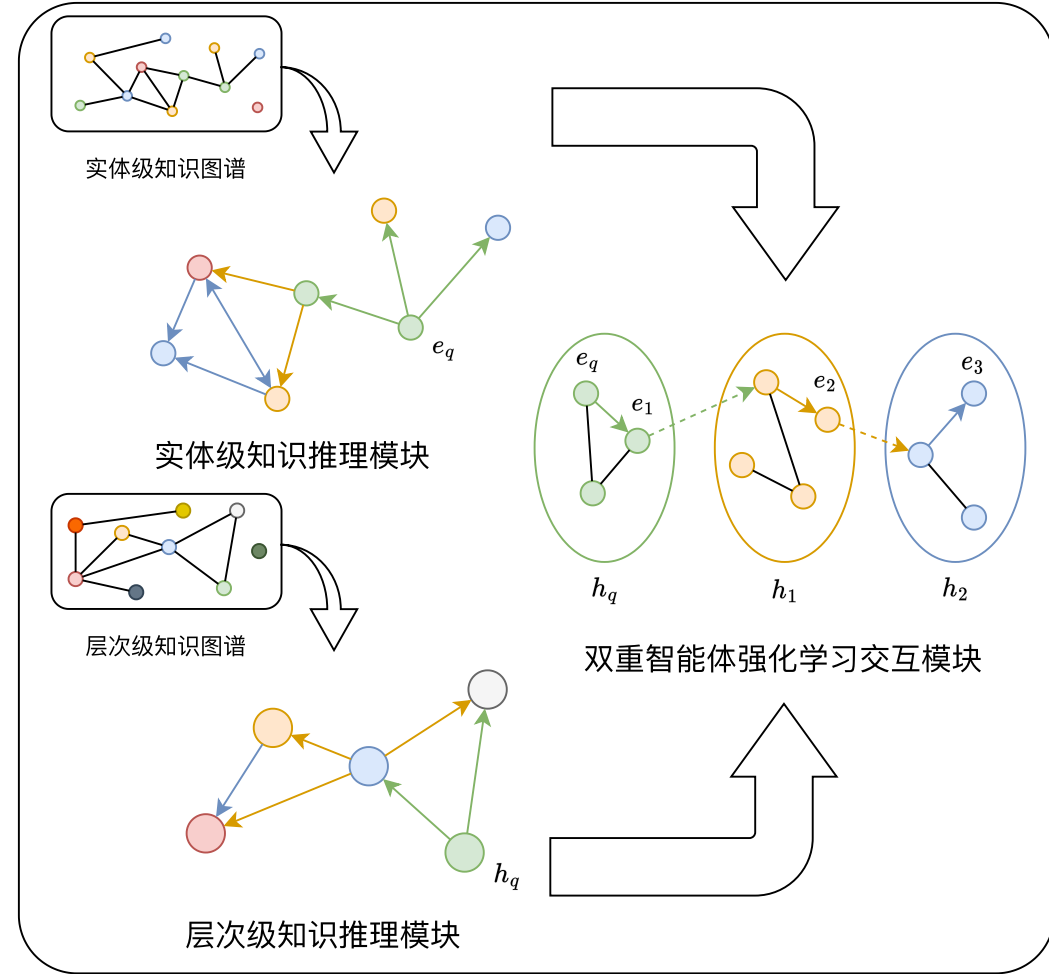 实体级知识图谱
e_q
实体级知识推理模块
层次级知识图谱
h_q
层次级知识推理模块
e_q
e_1
e_2
e_3
h_q
h_1
h_2
双重智能体强化学习交互模块